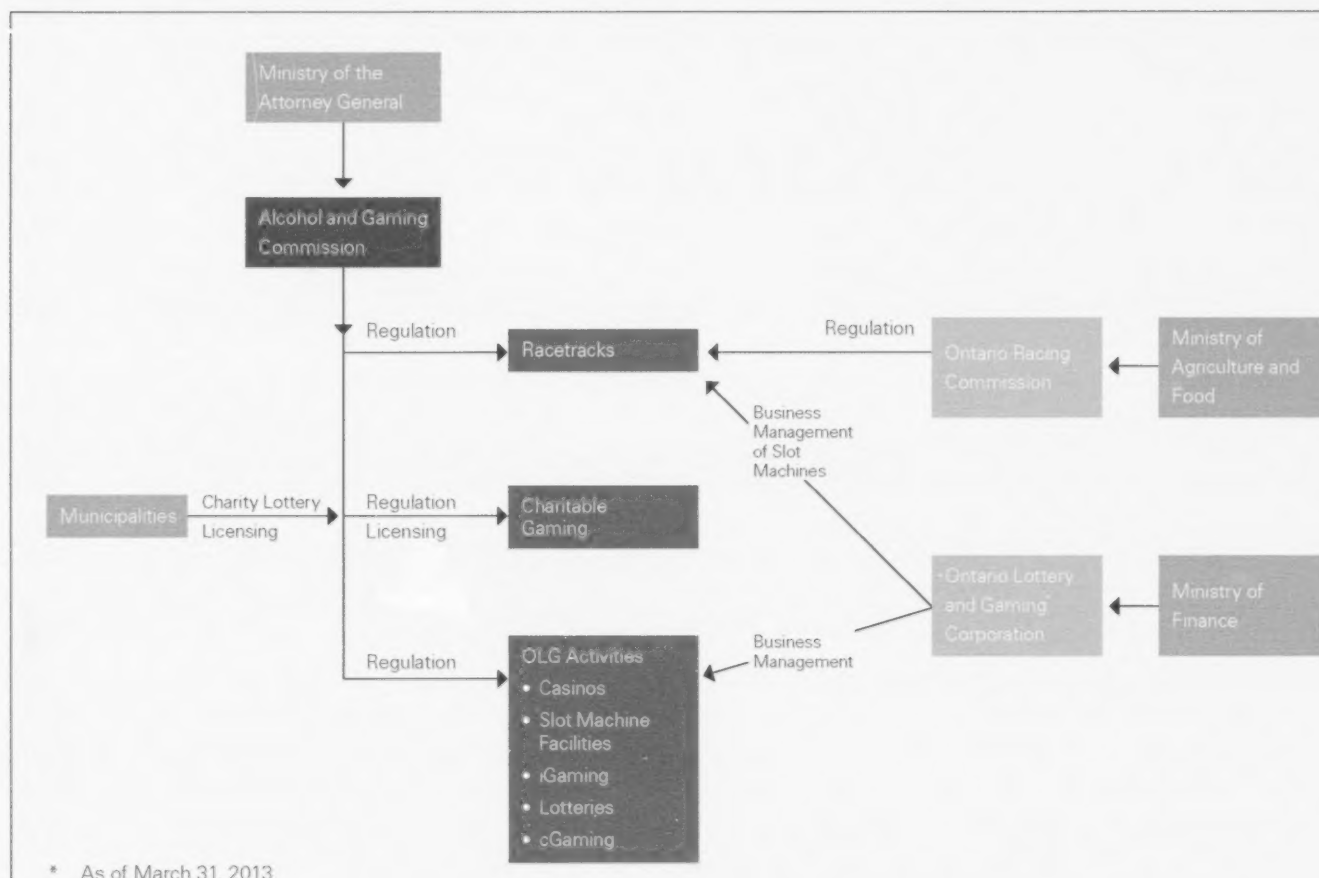 Ministry of the
Attorney General
Alcohol and Gaming
Commission
Regulation
Racetracks
Regulation
Ontario Racing
Commission
Ministry of
Agriculture and
Food
Business
Management
of Slot
Machines
Municipalities
Charity Lottery
Licensing
Regulation
Licensing
Charitable
Gaming
Ontario Lottery
and Gaming
Corporation
Ministry of
Finance
Business
Management
Regulation
OLG Activities
• Casinos
• Slot Machine
Facilities
• iGaming
• Lotteries
• cGaming
* As of March 31, 2013